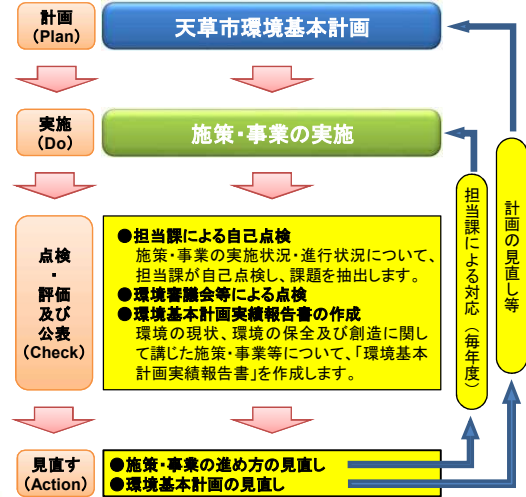 計画
(Plan)
天草市環境基本計画
実施
(Do)
施策・事業の実施
点検
・
評価
及び
公表
(Check)
●担当課による自己点検
施策・事業の実施状況・進行状況について、
担当課が自己点検し、課題を抽出します。
●環境審議会等による点検
●環境基本計画実績報告書の作成
環境の現状、環境の保全及び創造に関して
講じた施策・事業等について、「環境基本
計画実績報告書」を作成します。
見直す
(Action)
●施策・事業の進め方の見直し
●環境基本計画の見直し
担当課による対応（毎年度）
計画の見直し等